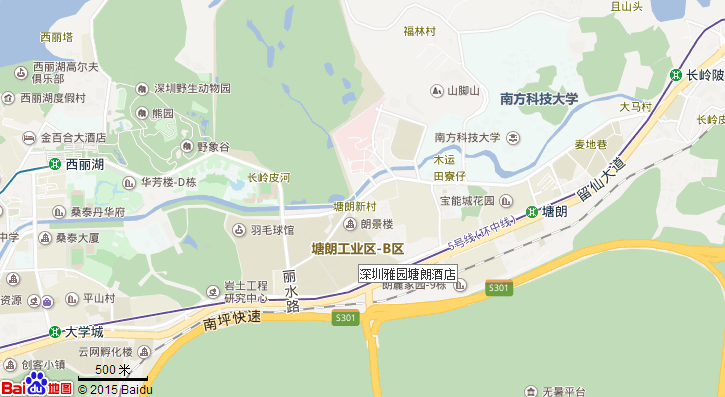 且山头
福林村
西丽塔
西丽湖高尔夫
俱乐部
长岭陂
深圳野生动物园
山脚山
南方科技大学
西丽湖度假村
大马村
熊园
长岭皮
金百合大酒店
南方科技大学
野象谷
麦地巷
西丽湖
木运
田寮仔
留仙大道
华芳楼-D栋
长岭皮河
宝能城花园
桑泰丹华府
塘朗新村
塘朗
朗景楼
羽毛球馆
中学
桑泰大厦
5号线(环中线)
塘朗工业区-B区
丽水路
深圳雅园塘朗酒店
朗麓家园-9栋
S301
岩土工程
研究中心
资源
平山村
南坪快速
S301
大学城
云网孵化楼
创客小镇
500 米
无暑平台
Bai du 地图
© 2015 Baidu